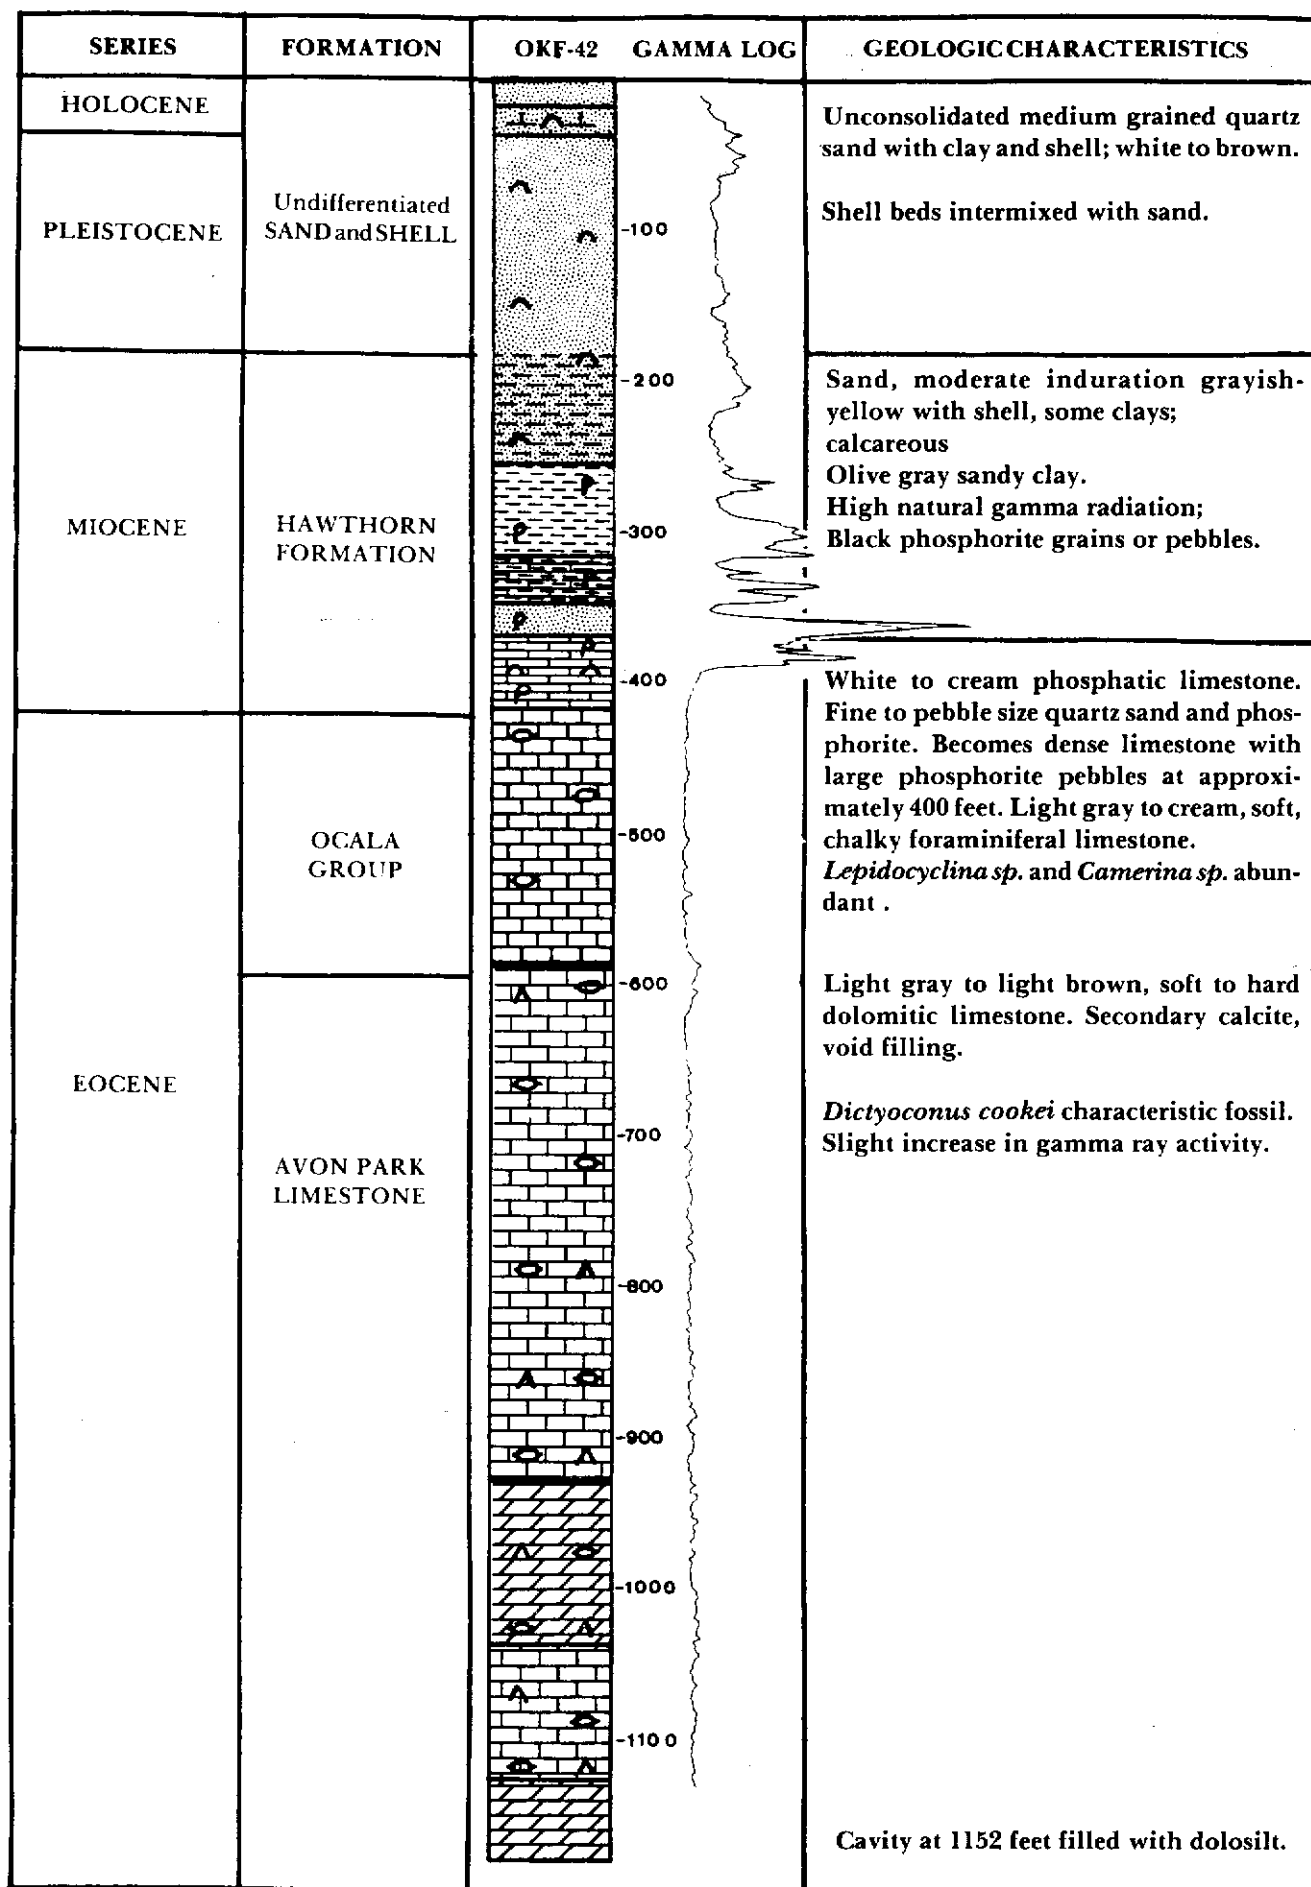 SERIES
FORMATION
OKF-42
GAMMA LOG
GEOLOGIC CHARACTERISTICS
HOLOCENE
PLEISTOCENE
MIOCENE
EOCENE
Undifferentiated
SAND and SHELL
HAWTHORN
FORMATION
OCALA
GROUP
AVON PARK
LIMESTONE
-100
-200
-300
-400
-500
-600
-700
-800
-900
-1000
-1100
Unconsolidated medium grained quartz
sand with clay and shell; white to brown.
Shell beds intermixed with sand.
Sand, moderate induration grayish-
yellow with shell, some clays;
calcareous
Olive gray sandy clay.
High natural gamma radiation;
Black phosphorite grains or pebbles.
White to cream phosphatic limestone.
Fine to pebble size quartz sand and phos-
phorite. Becomes dense limestone with
large phosphorite pebbles at approxi-
mately 400 feet. Light gray to cream, soft,
chalky foraminiferal limestone.
Lepidocyclina sp. and Camerina sp. abun-
dant .
Light gray to light brown, soft to hard
dolomitic limestone. Secondary calcite,
void filling.
Dictyoconus cookei characteristic fossil.
Slight increase in gamma ray activity.
Cavity at 1152 feet filled with dolosilt.